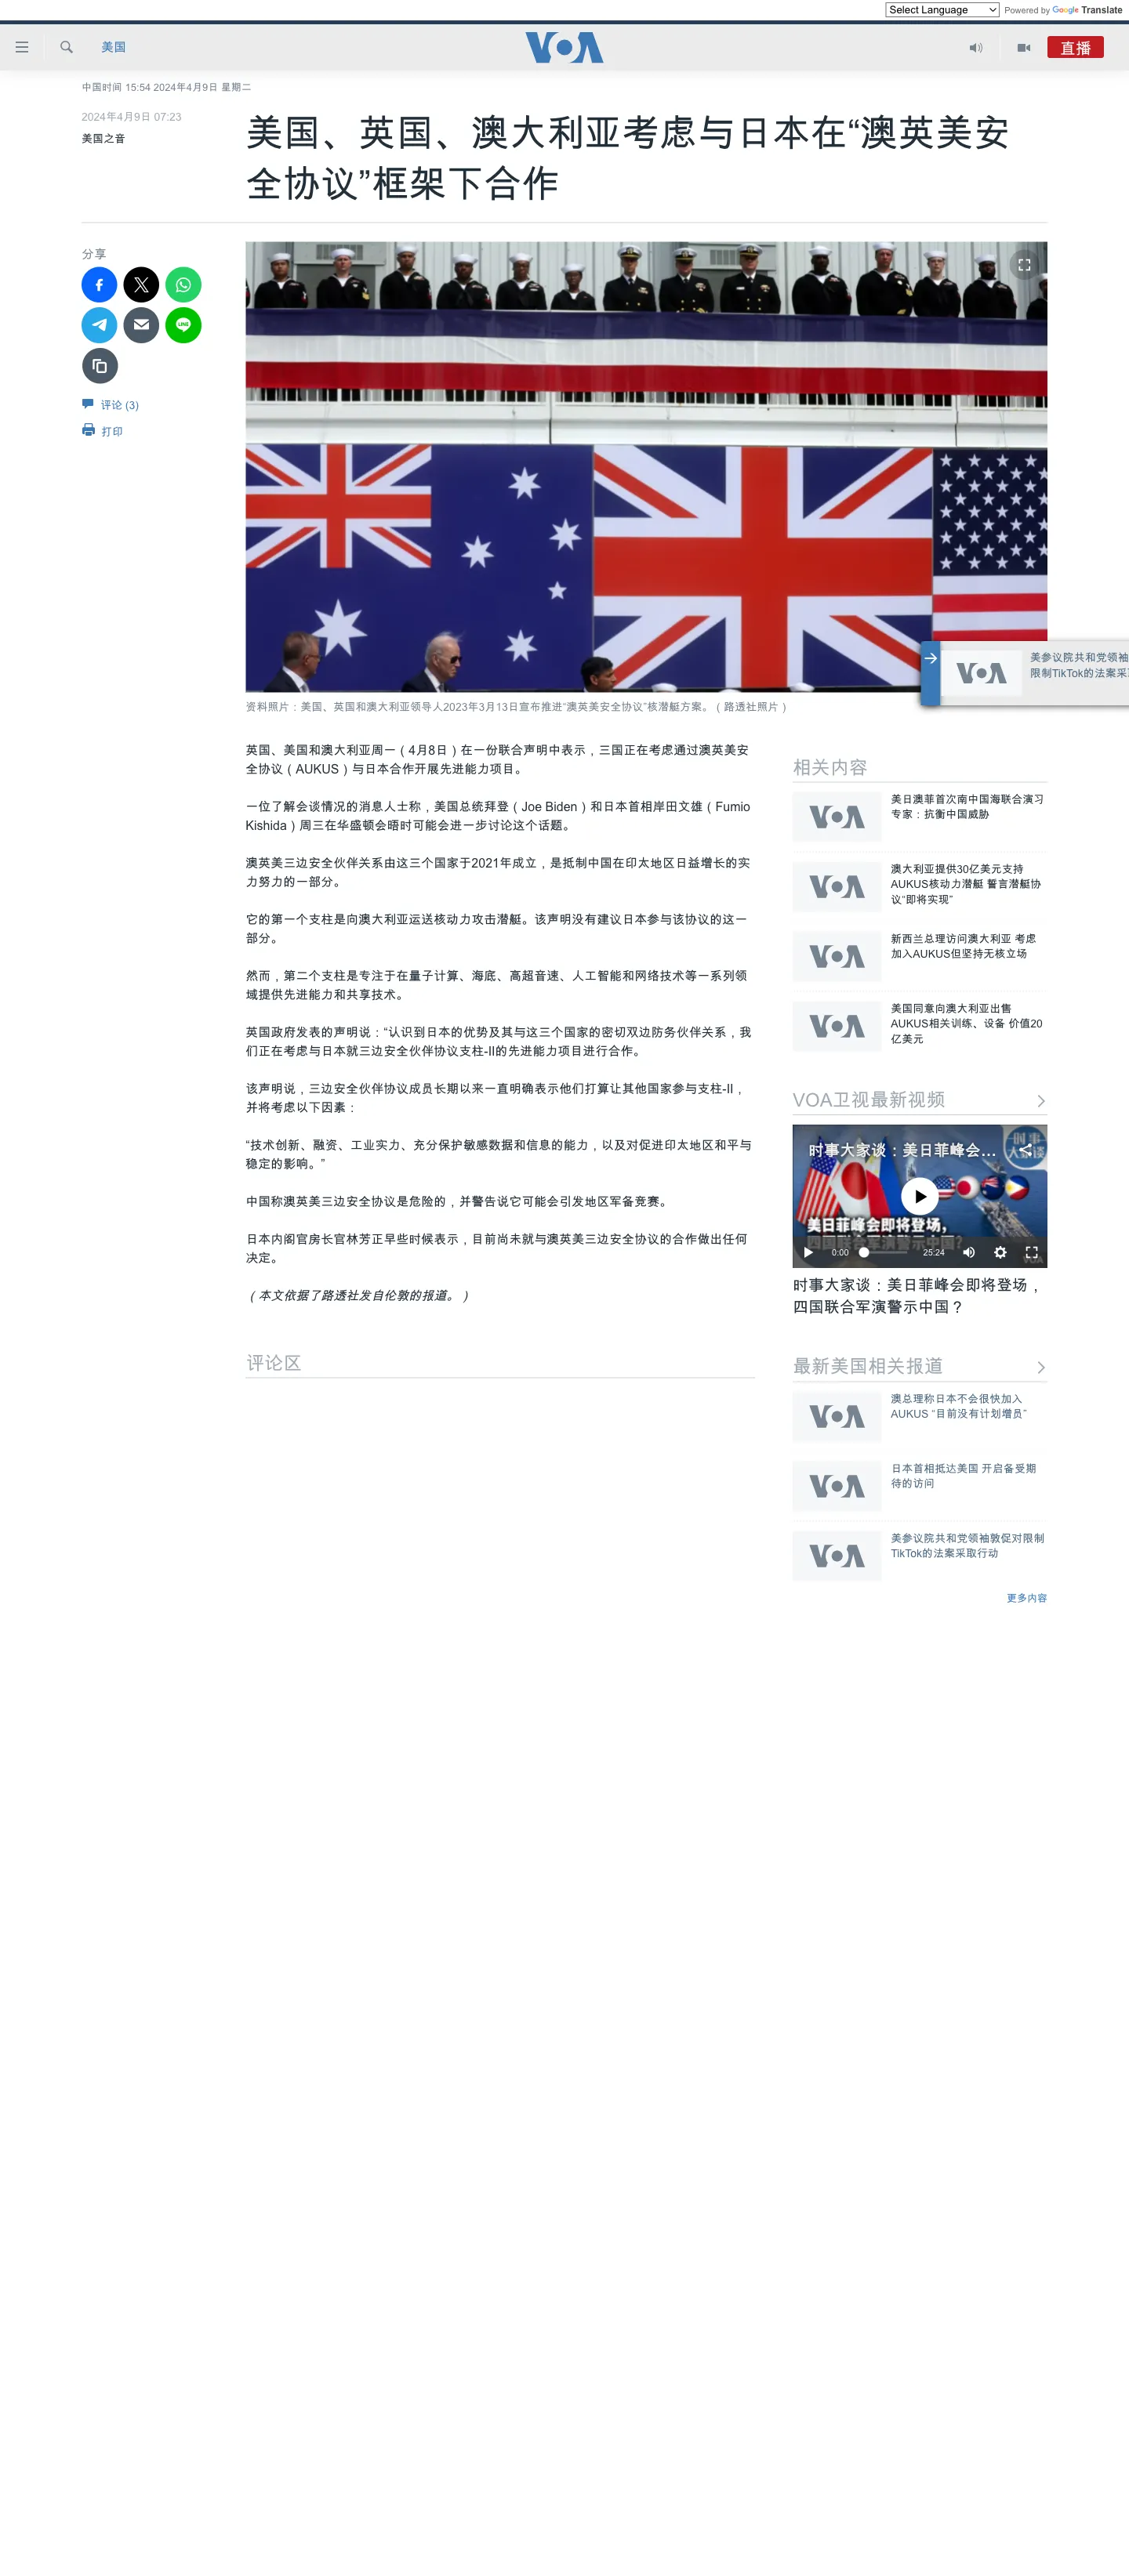 Select Language
Powered by Google Translate
美国
VOA
直播
中国时间 15:54 2024年4月9日 星期二
2024年4月9日 07:23
美国之音
美国、英国、澳大利亚考虑与日本在“澳英美安
全协议”框架下合作
分享
LINE
评论 (3)
打印
资料照片：美国、英国和澳大利亚领导人2023年3月13日宣布推进“澳英美安全协议”核潜艇方案。（路透社照片）
VOA
美参议院共和党领袖
限制TikTok的法案采
英国、美国和澳大利亚周一（4月8日）在一份联合声明中表示，三国正在考虑通过澳英美安
全协议（AUKUS）与日本合作开展先进能力项目。
一位了解会谈情况的消息人士称，美国总统拜登（Joe Biden）和日本首相岸田文雄（Fumio
Kishida）周三在华盛顿会晤时可能会进一步讨论这个话题。
澳英美三边安全伙伴关系由这三个国家于2021年成立，是抵制中国在印太地区日益增长的实
力努力的一部分。
它的第一个支柱是向澳大利亚运送核动力攻击潜艇。该声明没有建议日本参与该协议的这一
部分。
然而，第二个支柱是专注于在量子计算、海底、高超音速、人工智能和网络技术等一系列领
域提供先进能力和共享技术。
英国政府发表的声明说：“认识到日本的优势及其与这三个国家的密切双边防务伙伴关系，我
们正在考虑与日本就三边安全伙伴协议支柱-II的先进能力项目进行合作。
该声明说，三边安全伙伴协议成员长期以来一直明确表示他们打算让其他国家参与支柱-II，
并将考虑以下因素：
“技术创新、融资、工业实力、充分保护敏感数据和信息的能力，以及对促进印太地区和平与
稳定的影响。”
中国称澳英美三边安全协议是危险的，并警告说它可能会引发地区军备竞赛。
日本内阁官房长官林芳正早些时候表示，目前尚未就与澳英美三边安全协议的合作做出任何
决定。
（本文依据了路透社发自伦敦的报道。）
评论区
相关内容
VOA
美日澳菲首次南中国海联合演习
专家：抗衡中国威胁
VOA
澳大利亚提供30亿美元支持
AUKUS核动力潜艇 誓言潜艇协
议“即将实现”
VOA
新西兰总理访问澳大利亚 考虑
加入AUKUS但坚持无核立场
VOA
美国同意向澳大利亚出售
AUKUS相关训练、设备 价值20
亿美元
VOA卫视最新视频
时事大家谈：美日菲峰会...
美日菲峰会即将登场，
四国联合军演警示中国？
0:00
25:24
VOA
时事大家谈：美日菲峰会即将登场，
四国联合军演警示中国？
最新美国相关报道
VOA
澳总理称日本不会很快加入
AUKUS “目前没有计划增员”
VOA
日本首相抵达美国 开启备受期
待的访问
VOA
美参议院共和党领袖敦促对限制
TikTok的法案采取行动
更多内容